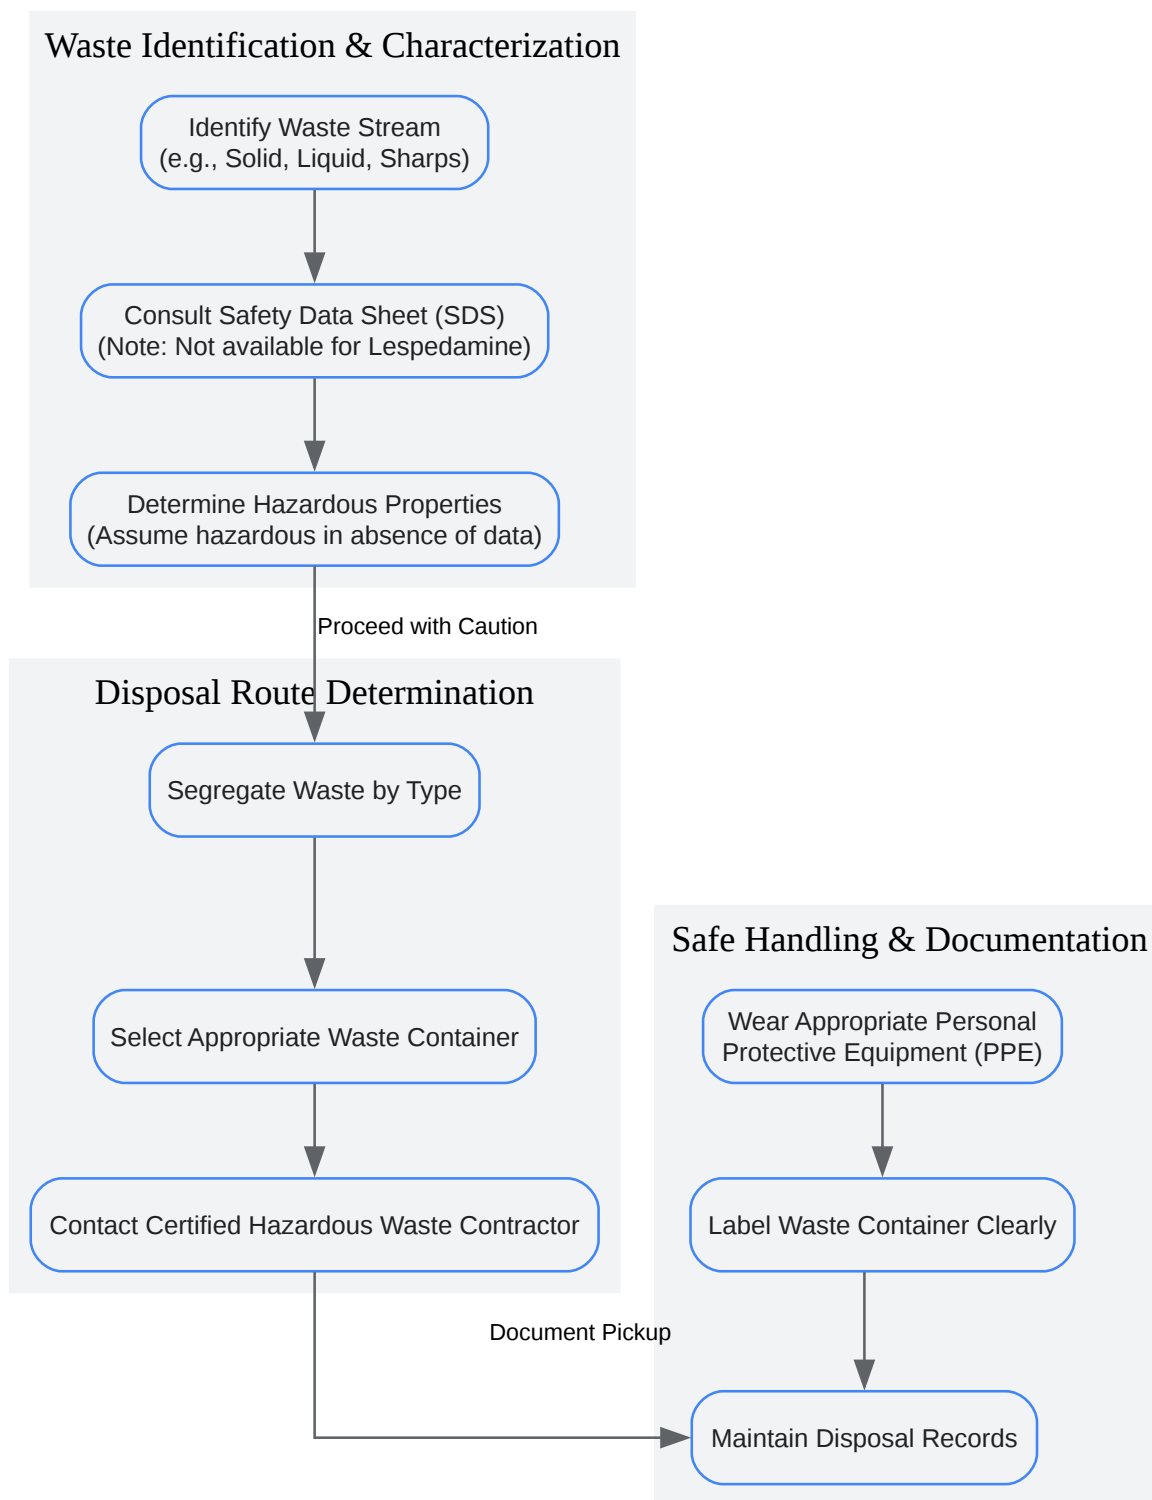 Waste Identification & Characterization
Identify Waste Stream
(e.g., Solid, Liquid, Sharps)
Consult Safety Data Sheet (SDS)
(Note: Not available for Lespedamine)
Determine Hazardous Properties
(Assume hazardous in absence of data)
Proceed with Caution
Disposal Route Determination
Segregate Waste by Type
Select Appropriate Waste Container
Contact Certified Hazardous Waste Contractor
Safe Handling & Documentation
Wear Appropriate Personal
Protective Equipment (PPE)
Label Waste Container Clearly
Document Pickup
Maintain Disposal Records